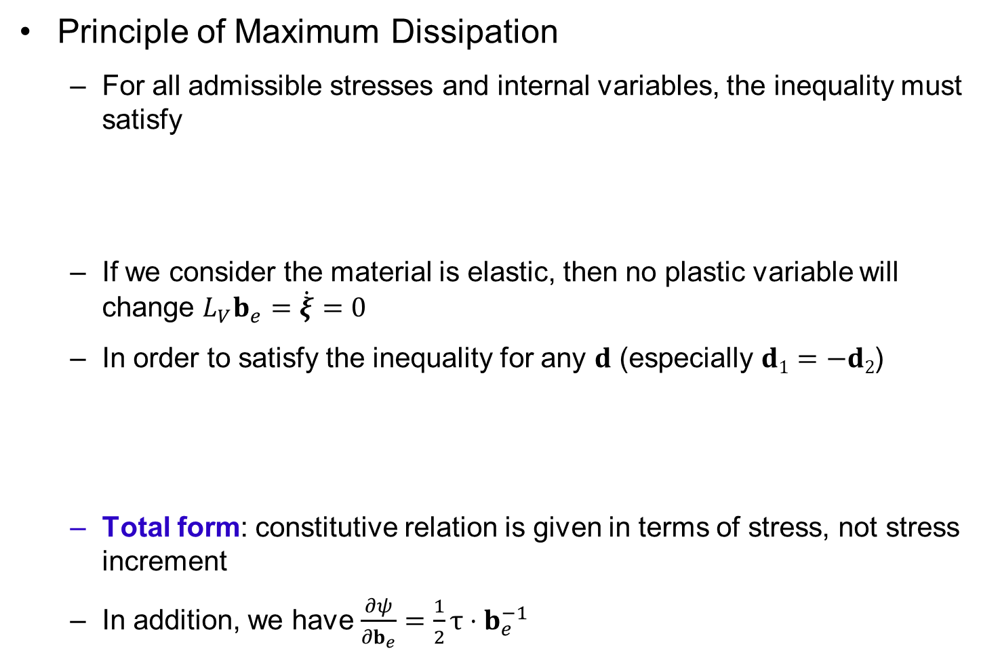 • Principle of Maximum Dissipation
– For all admissible stresses and internal variables, the inequality must
satisfy
– If we consider the material is elastic, then no plastic variable will
change $L_V \mathbf{b}_e = \dot{\boldsymbol{\xi}} = 0$
– In order to satisfy the inequality for any $\mathbf{d}$ (especially $\mathbf{d}_1 = -\mathbf{d}_2$)
– Total form: constitutive relation is given in terms of stress, not stress
increment
– In addition, we have $\frac{\partial \psi}{\partial \mathbf{b}_e} = \frac{1}{2} \tau \cdot \mathbf{b}_e^{-1}$